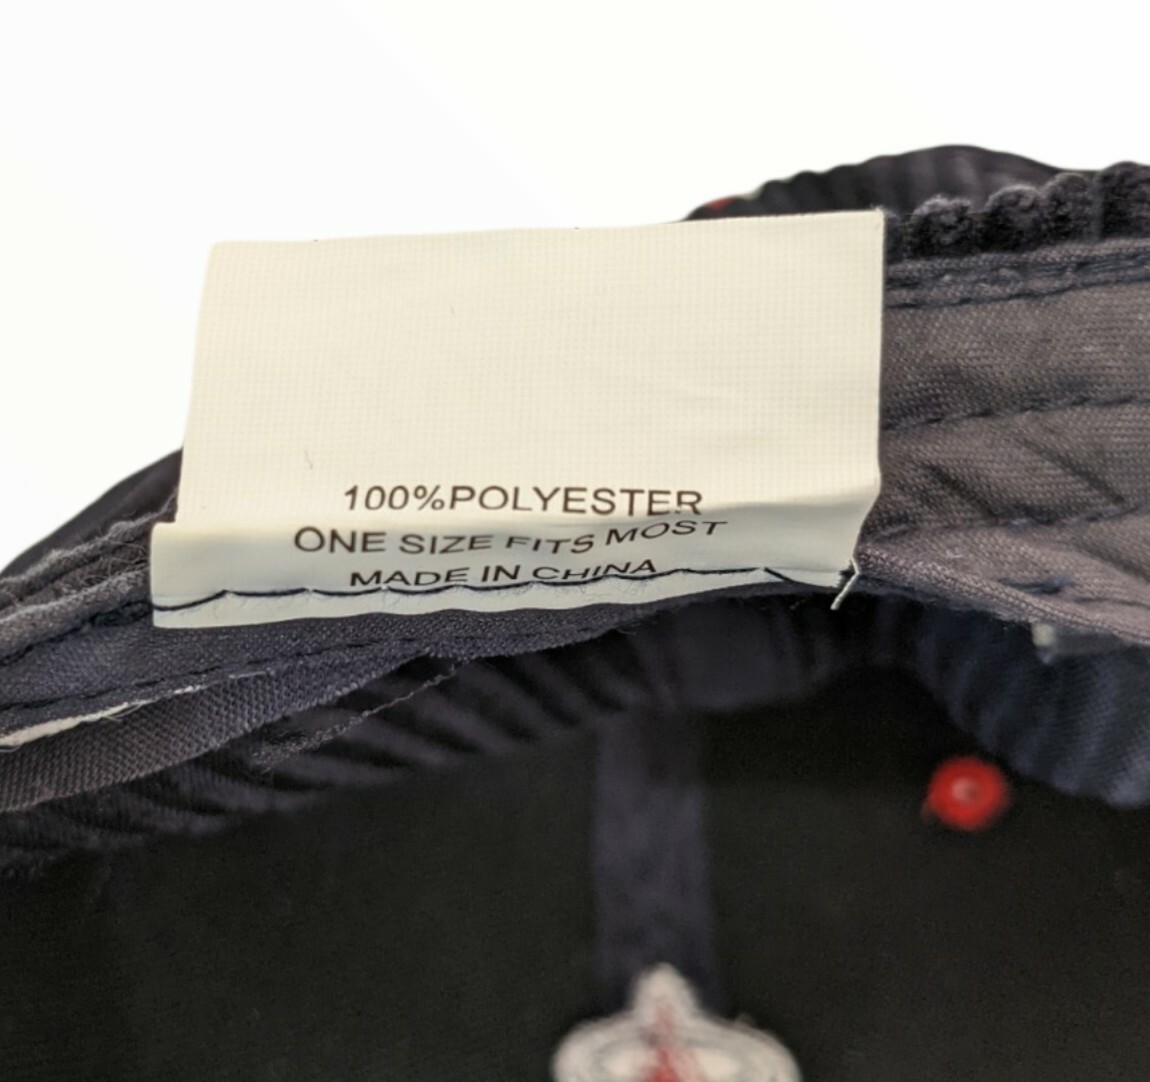 100%POLYESTER
ONE SIZE FITS MOST
MADE IN CHINA